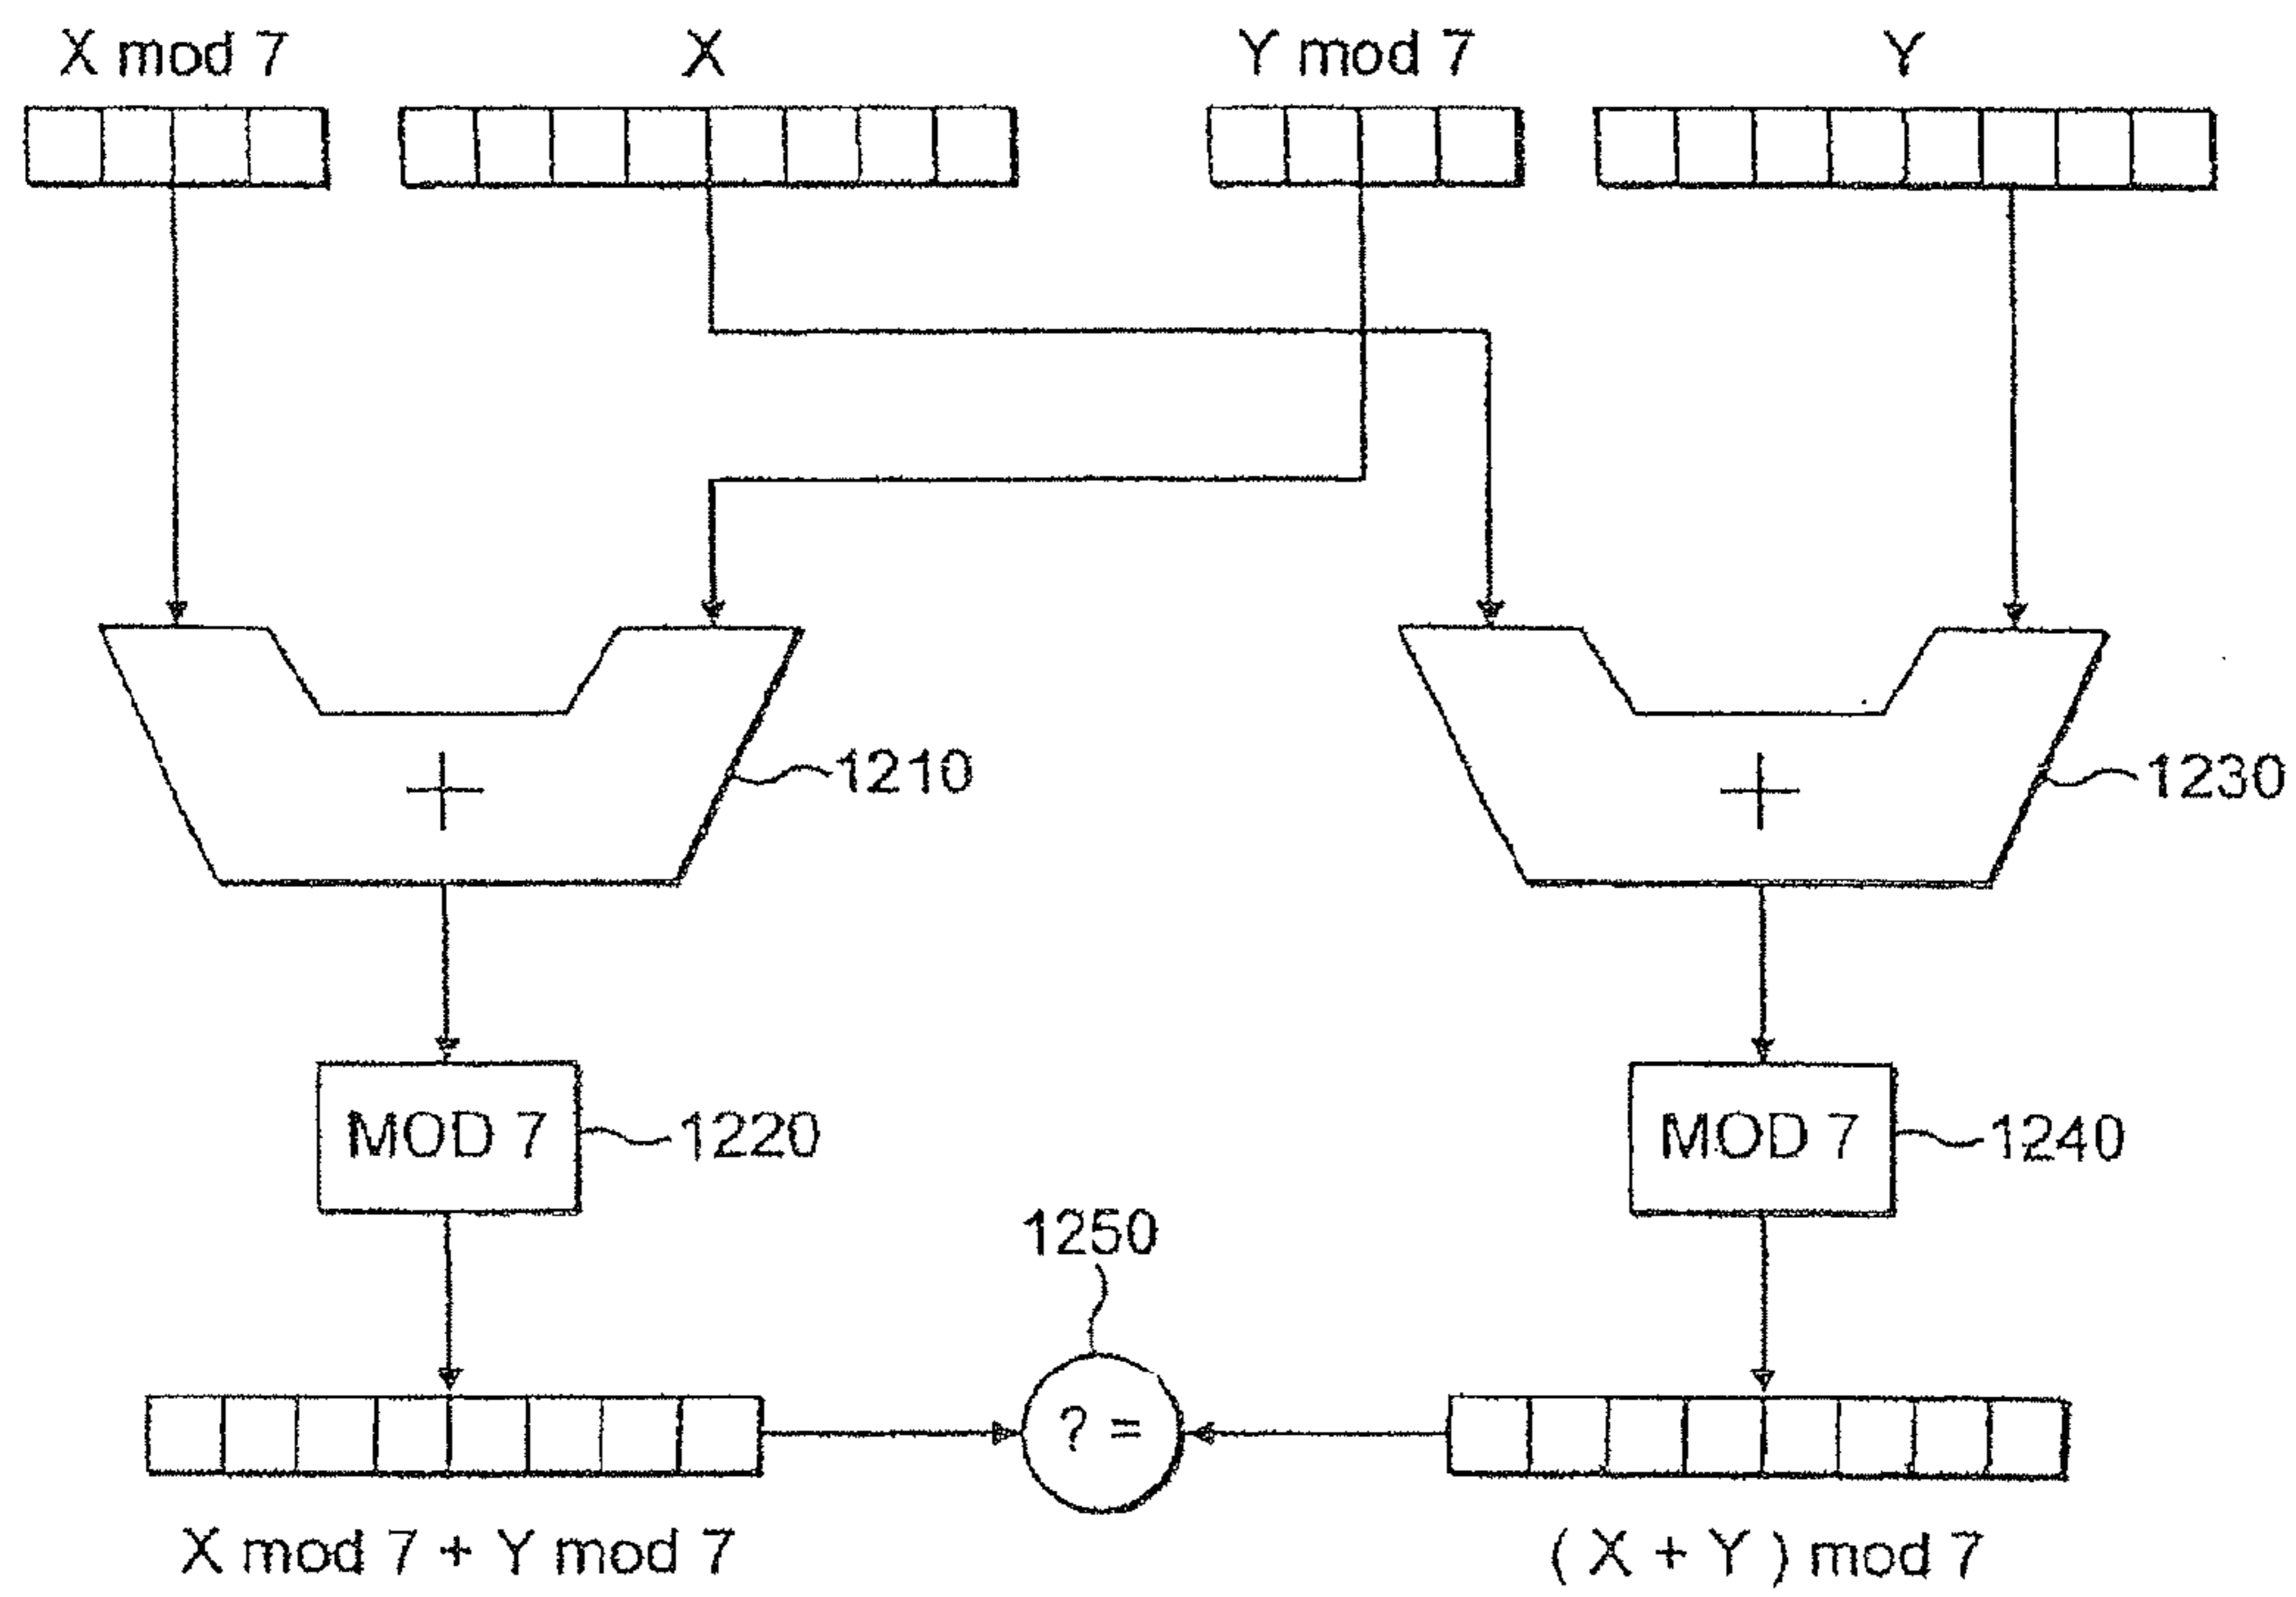 X mod 7
X
Y mod 7
Y
+
1210
+
1230
MOD 7
1220
MOD 7
1240
1250
? =
X mod 7 + Y mod 7
( X + Y ) mod 7